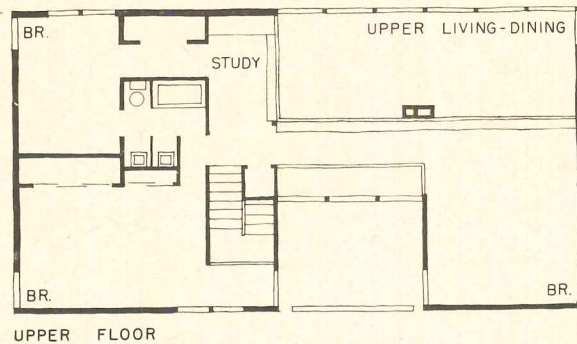 BR.
UPPER LIVING-DINING
STUDY
BR.
BR.
UPPER FLOOR